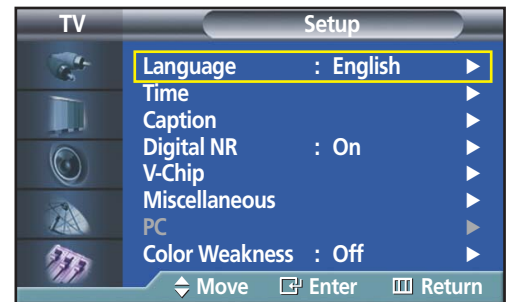 TV Setup
Language : English
Time
Caption
Digital NR : On
V-Chip
Miscellaneous
PC
Color Weakness : Off
Move Enter Return